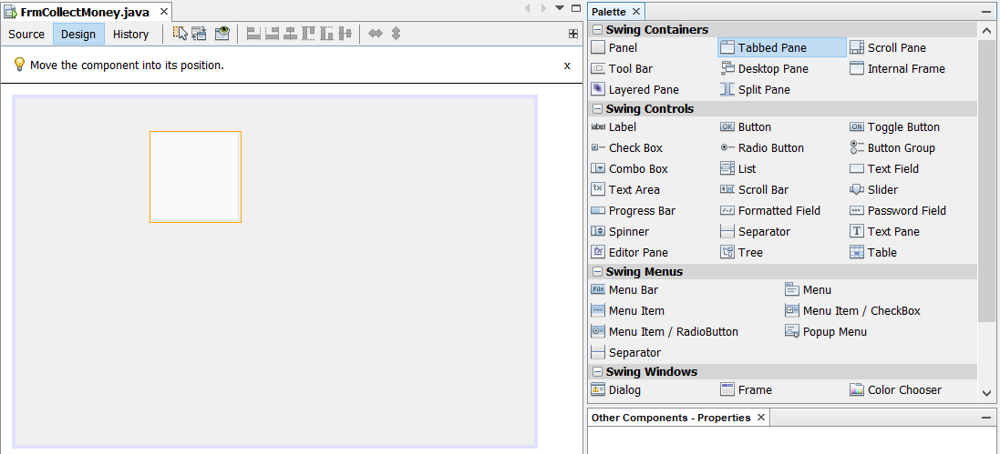 FrmCollectMoney.java
Source Design History
Move the component into its position. x
Palette
Swing Containers
Panel Tabbed Pane Scroll Pane
Tool Bar Desktop Pane Internal Frame
Layered Pane Split Pane
Swing Controls
label Label OK Button ON Toggle Button
Check Box Radio Button Button Group
Combo Box List Text Field
tx Text Area Scroll Bar Slider
Progress Bar Formatted Field Password Field
Spinner Separator T Text Pane
Editor Pane Tree Table
Swing Menus
File Menu Bar Menu
Menu Item Menu Item / CheckBox
Menu Item / RadioButton Popup Menu
Separator
Swing Windows
Dialog Frame Color Chooser
Other Components - Properties